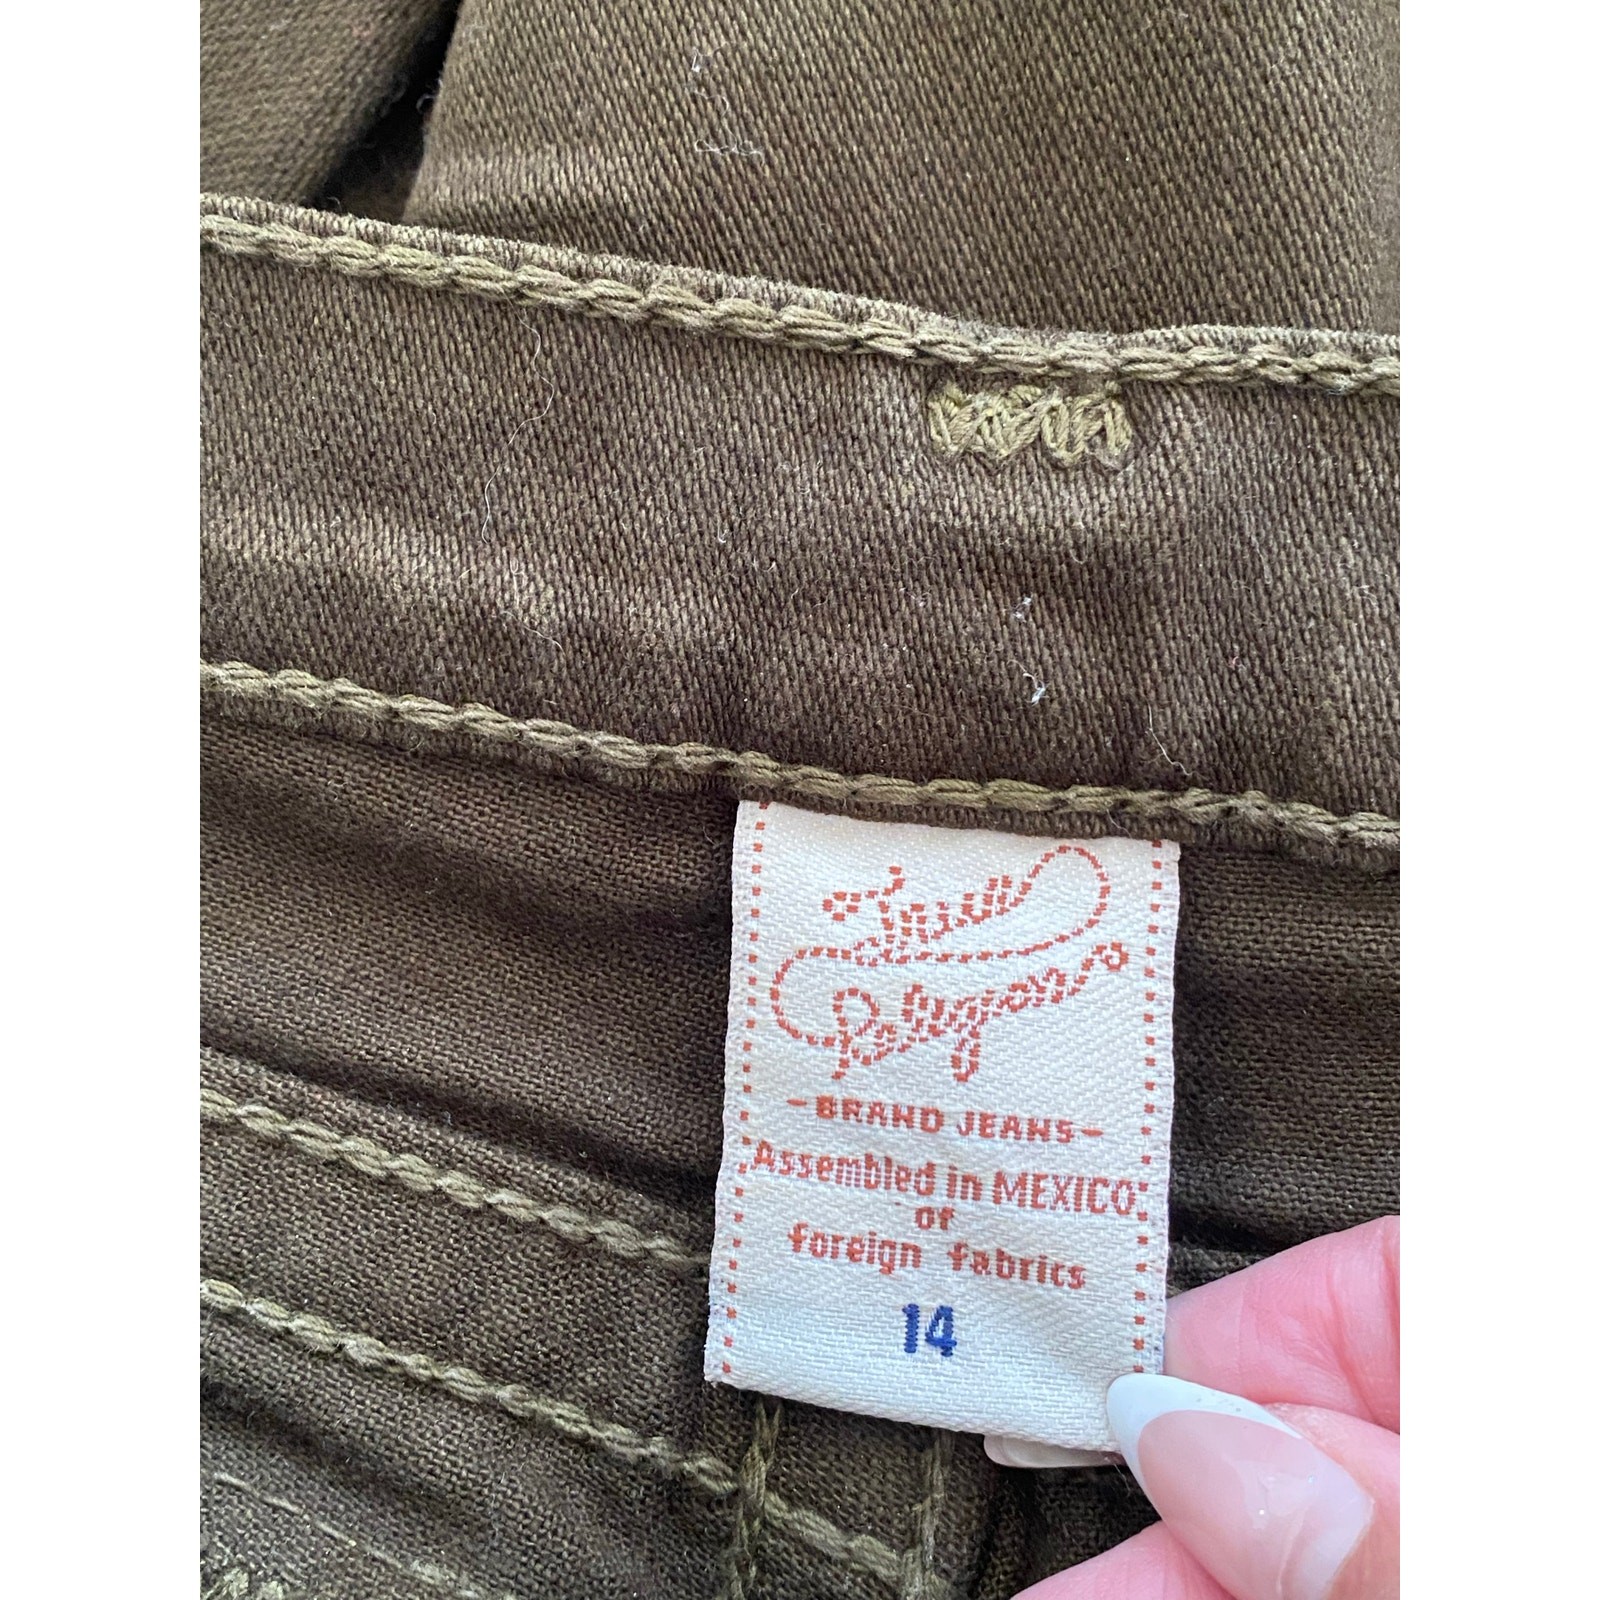 True
Religion
-BRAND JEANS-
Assembled in MEXICO
of
foreign fabrics
14